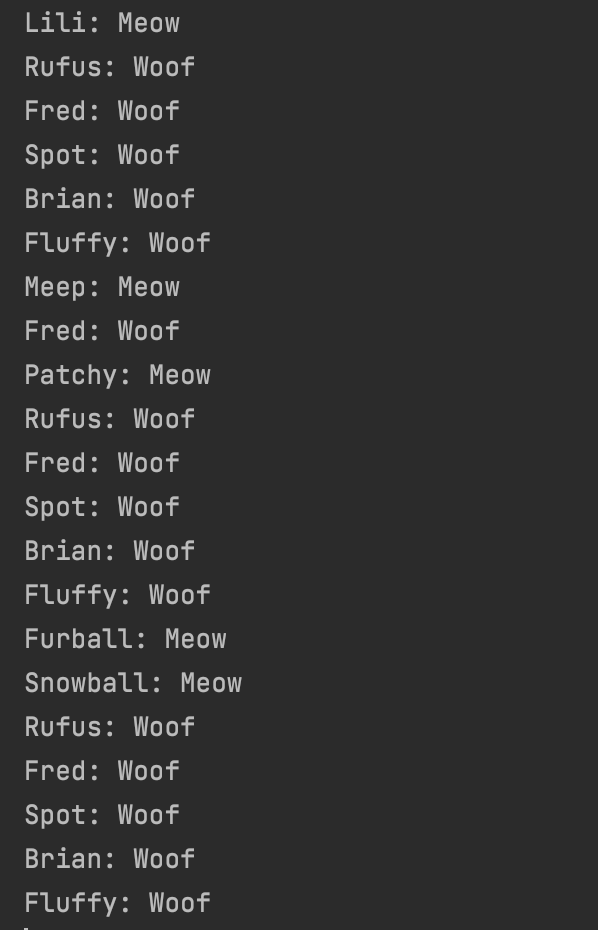 Lili: Meow
Rufus: Woof
Fred: Woof
Spot: Woof
Brian: Woof
Fluffy: Woof
Meep: Meow
Fred: Woof
Patchy: Meow
Rufus: Woof
Fred: Woof
Spot: Woof
Brian: Woof
Fluffy: Woof
Furball: Meow
Snowball: Meow
Rufus: Woof
Fred: Woof
Spot: Woof
Brian: Woof
Fluffy: Woof